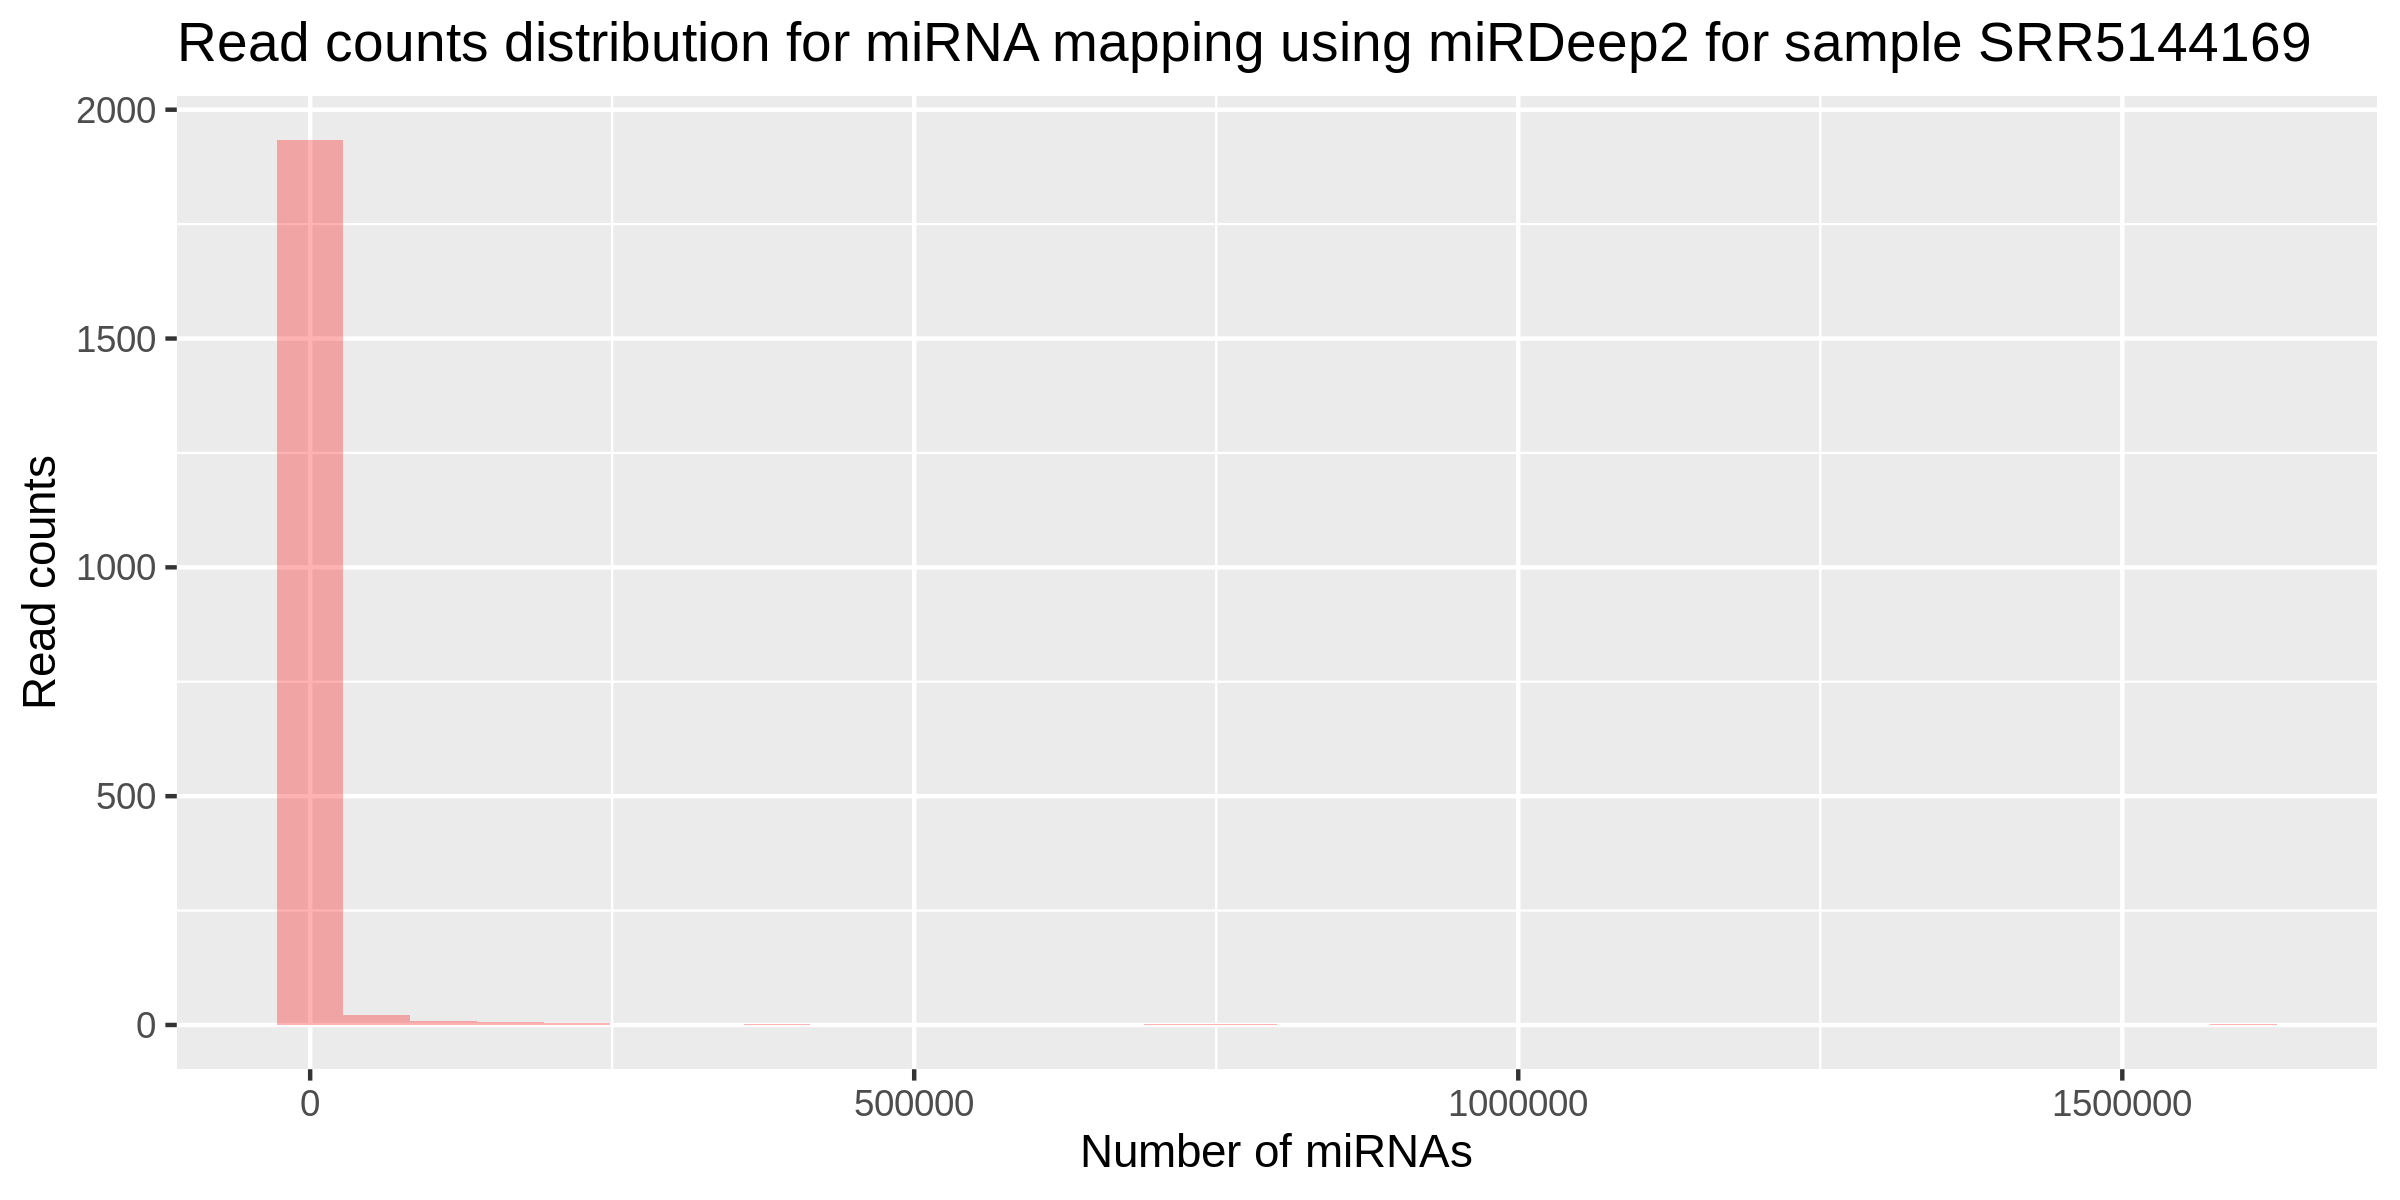 Read counts distribution for miRNA mapping using miRDeep2 for sample SRR5144169
2000
1500
1000
500
0
Read counts
0 500000 1000000 1500000
Number of miRNAs